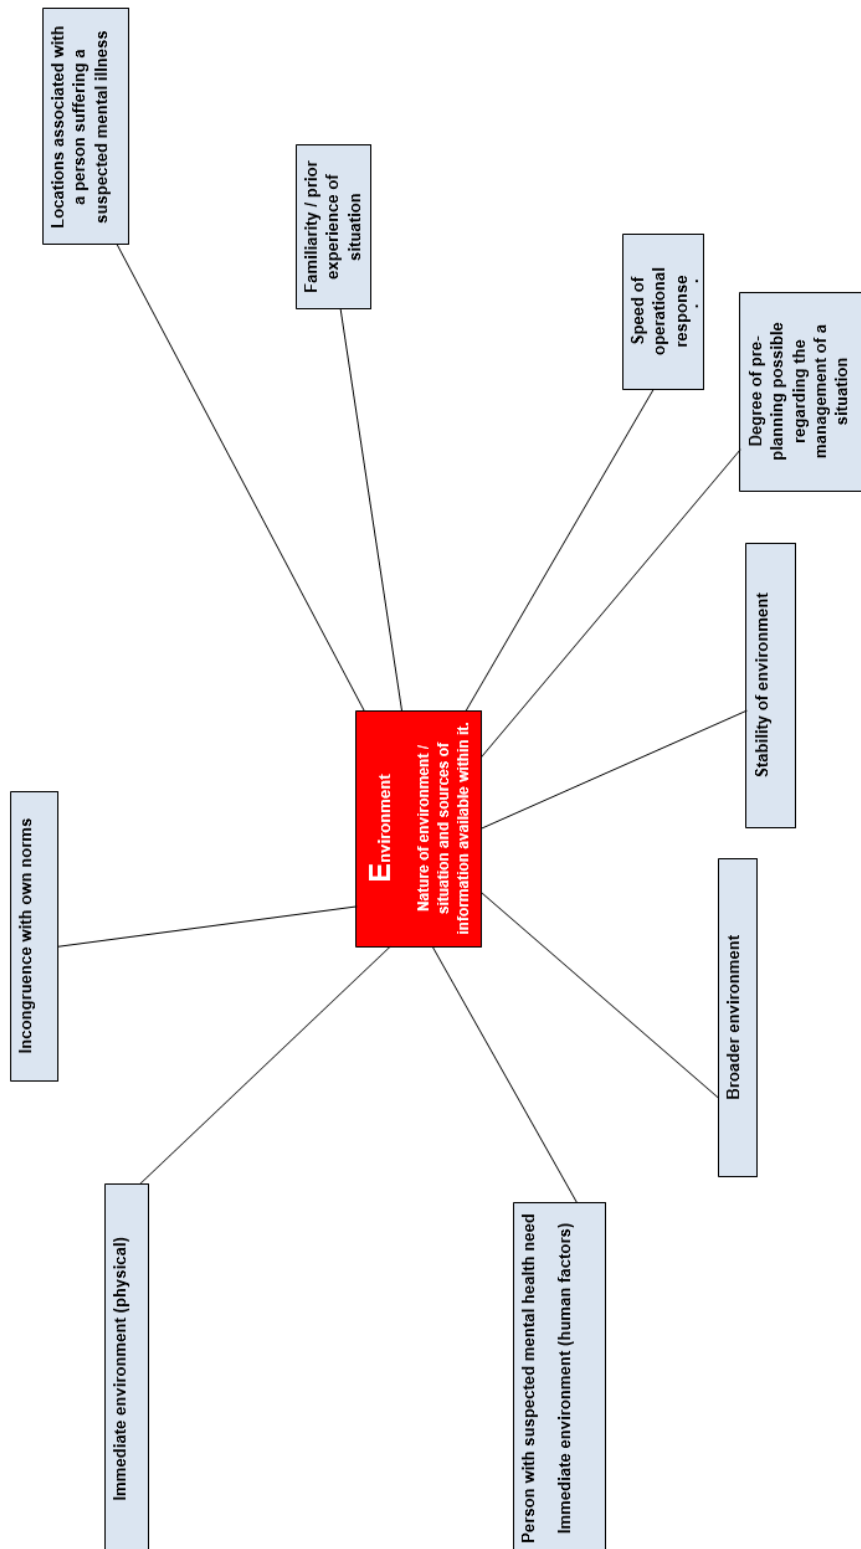 Locations associated with
a person suffering a
suspected mental illness
Familiarity / prior
experience of
situation
Speed of
operational
response
Degree of pre-
planning possible
regarding the
management of a
situation
Stability of environment
Broader environment
Person with suspected mental health need
Immediate environment (human factors)
Immediate environment (physical)
Incongruence with own norms
Environment
Nature of environment /
situation and sources of
information available within it.